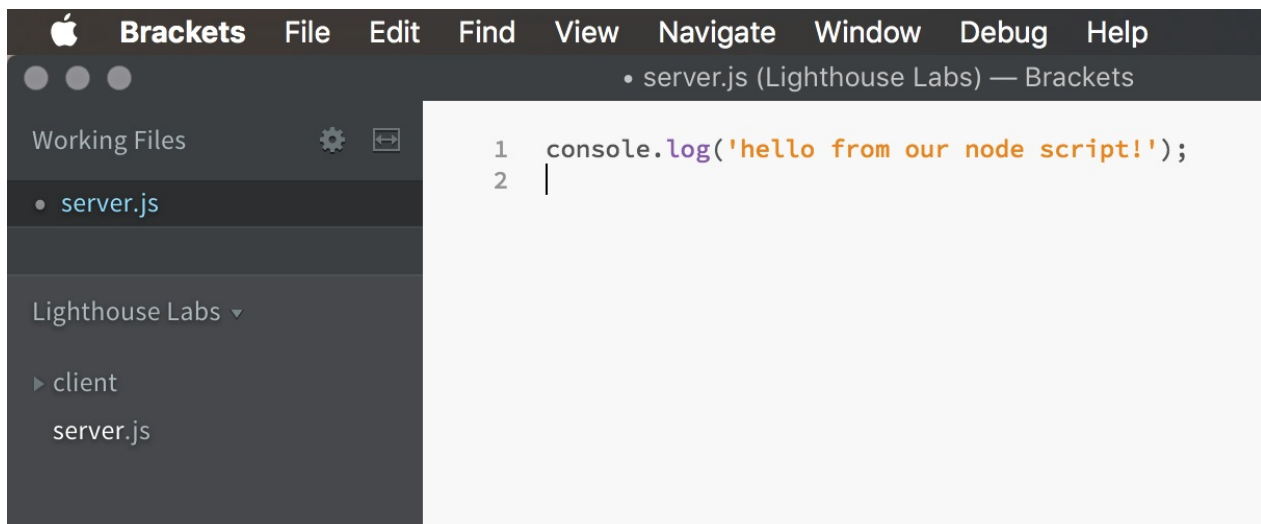 Brackets File Edit Find View Navigate Window Debug Help
• server.js (Lighthouse Labs) — Brackets
Working Files
• server.js
Lighthouse Labs
client
server.js
1 console.log('hello from our node script!');
2